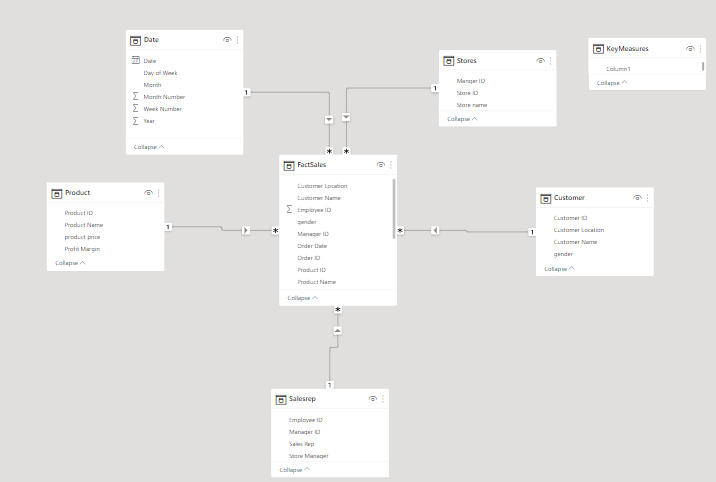 Date
Date
Day of Week
Month
Month Number
Week Number
Year
Collapse
Stores
Manger ID
Store ID
Store name
Collapse
KeyMeasures
Column1
Collapse
1
1
*
*
FactSales
Customer Location
Customer Name
Employee ID
gender
Manager ID
Order Date
Order ID
Product ID
Product Name
Collapse
Product
Product ID
Product Name
product price
Profit Margin
Collapse
1
*
*
1
Customer
Customer ID
Customer Location
Customer Name
gender
Collapse
*
1
Salesrep
Employee ID
Manager ID
Sales Rep
Store Manager
Collapse